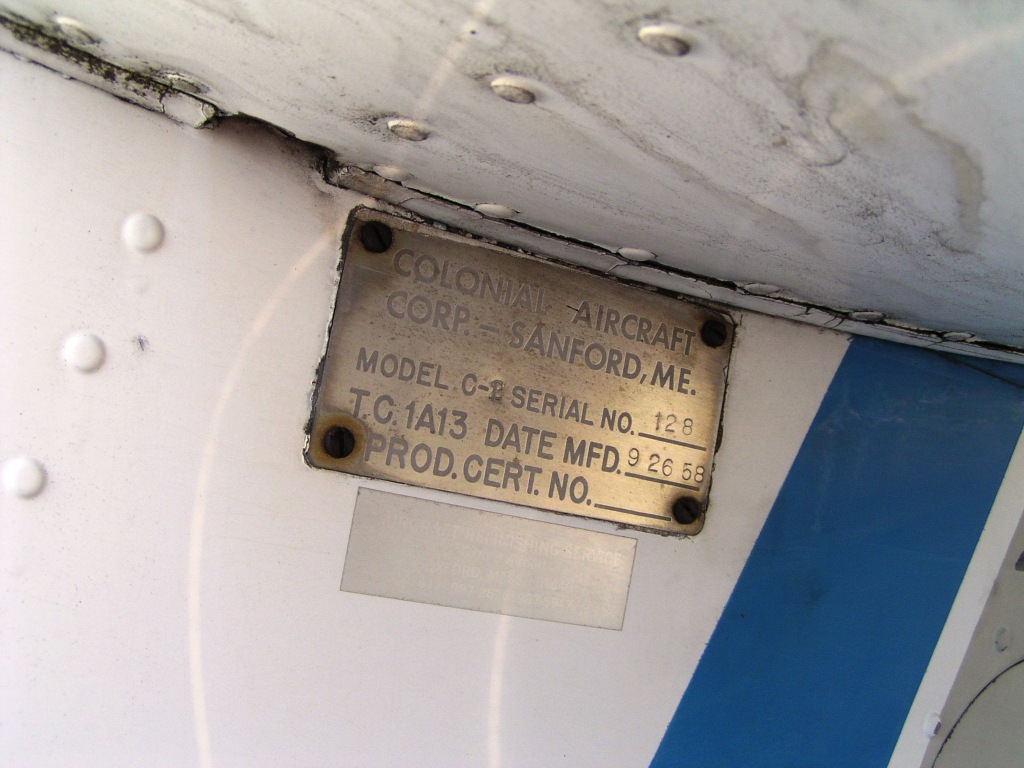 COLONIAL AIRCRAFT
CORP. - SANFORD, ME.
MODEL C-2 SERIAL NO. 128
T.C. 1A13 DATE MFD. 9 26 58
PROD. CERT. NO.